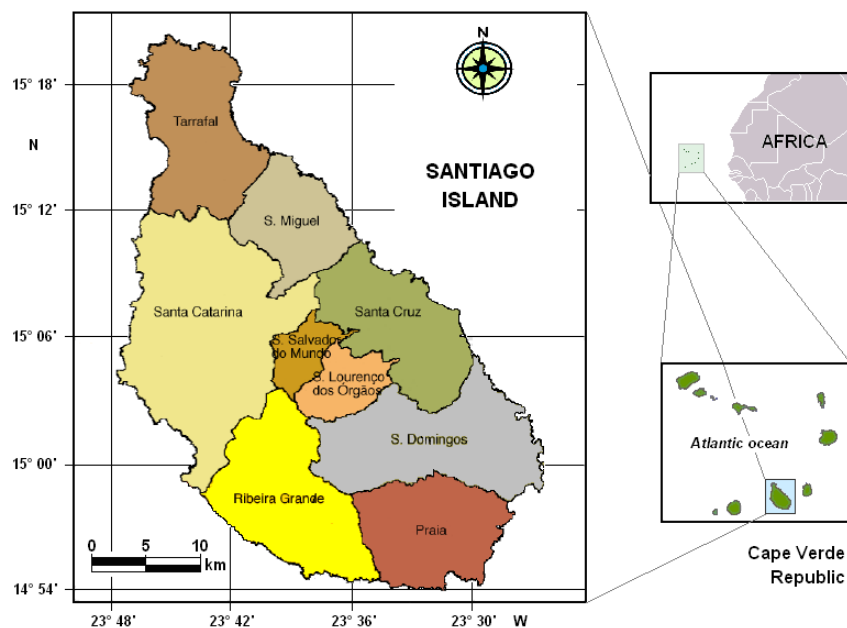 N
15° 18'
Tarrafal
N
AFRICA
SANTIAGO
ISLAND
15° 12'
S. Miguel
Santa Catarina
Santa Cruz
15° 06'
S. Salvador
do Mundo
S. Lourenço
dos Órgãos
Atlantic ocean
S. Domingos
15° 00'
Ribeira Grande
Praia
0 5 10
km
Cape Verde
Republic
14° 54'
23° 48' 23° 42' 23° 36' 23° 30' W